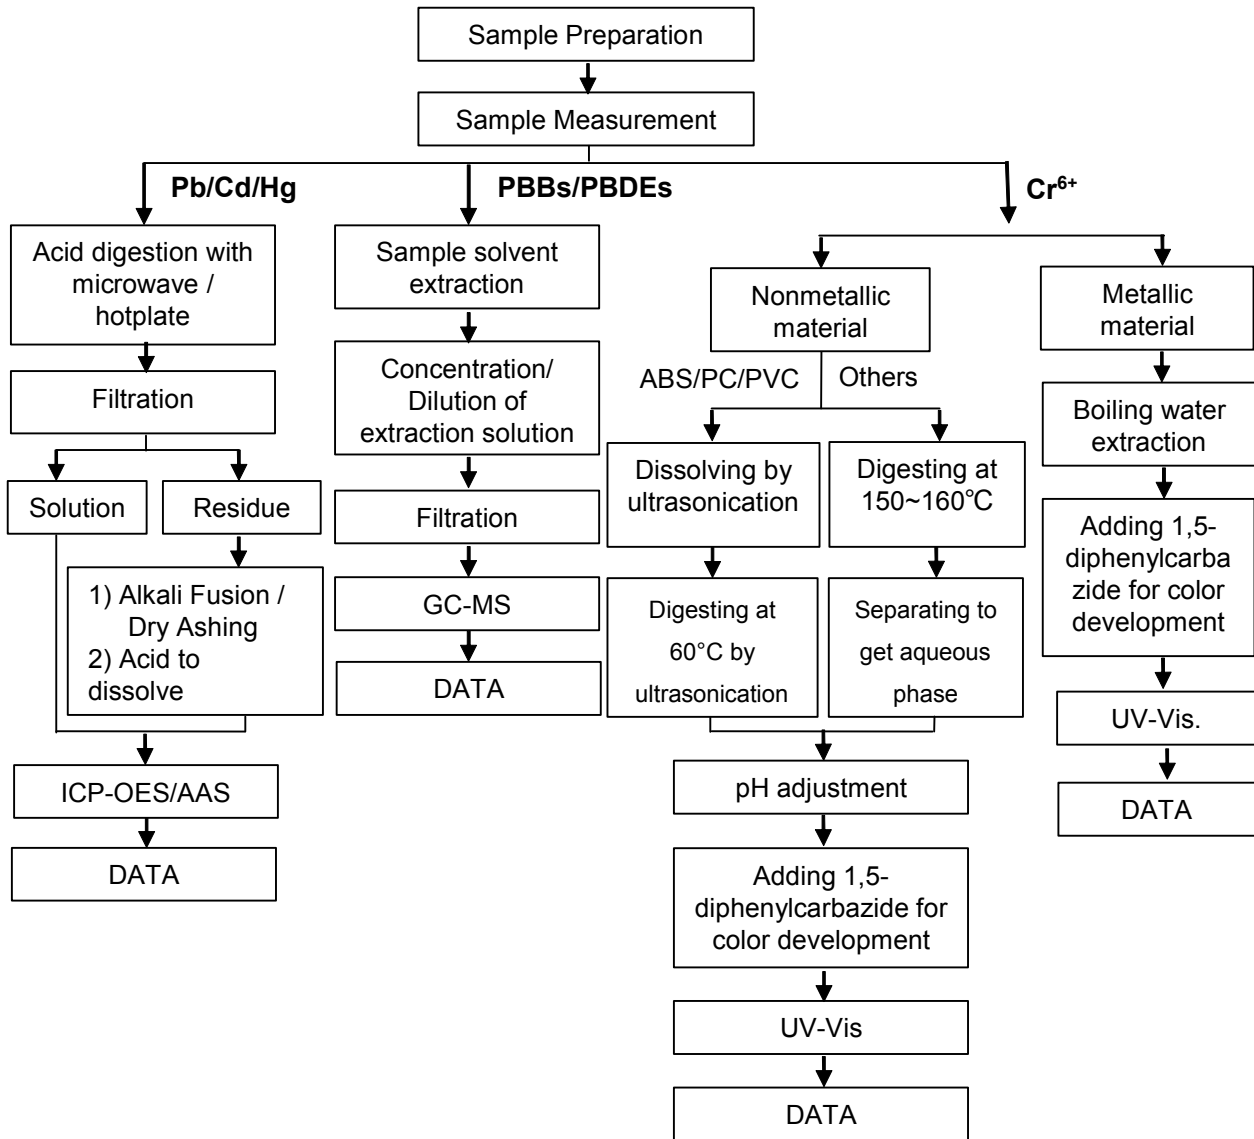 Sample Preparation
Sample Measurement
Pb/Cd/Hg
PBBs/PBDEs
Cr⁶⁺
Acid digestion with
microwave /
hotplate
Filtration
Solution
Residue
1) Alkali Fusion /
Dry Ashing
2) Acid to
dissolve
ICP-OES/AAS
DATA
Sample solvent
extraction
Concentration/
Dilution of
extraction solution
Filtration
GC-MS
DATA
Nonmetallic
material
ABS/PC/PVC
Others
Dissolving by
ultrasonication
Digesting at
60°C by
ultrasonication
Digesting at
150~160℃
Separating to
get aqueous
phase
pH adjustment
Adding 1,5-
diphenylcarbazide for
color development
UV-Vis
DATA
Metallic
material
Boiling water
extraction
Adding 1,5-
diphenylcarba
zide for color
development
UV-Vis.
DATA